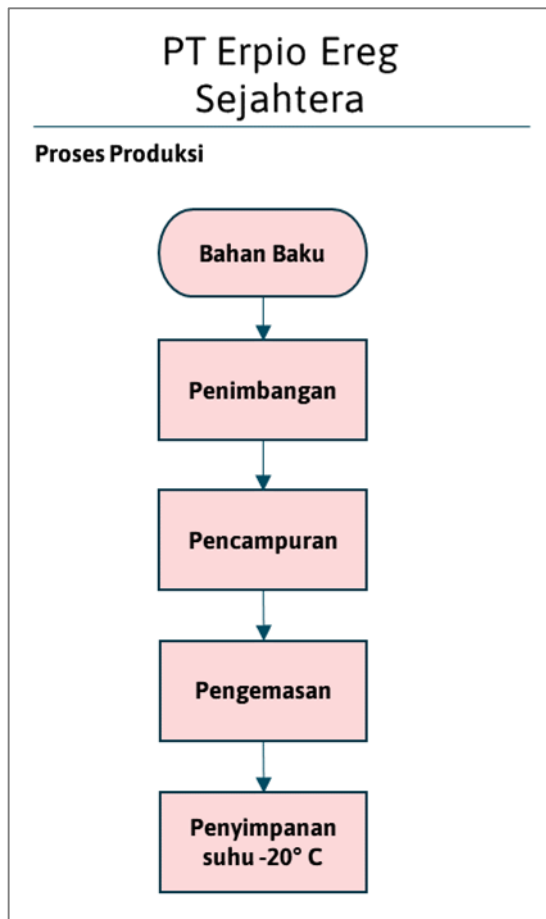 PT Erpio Ereg
Sejahtera
Proses Produksi
Bahan Baku
Penimbangan
Pencampuran
Pengemasan
Penyimpanan
suhu -20° C